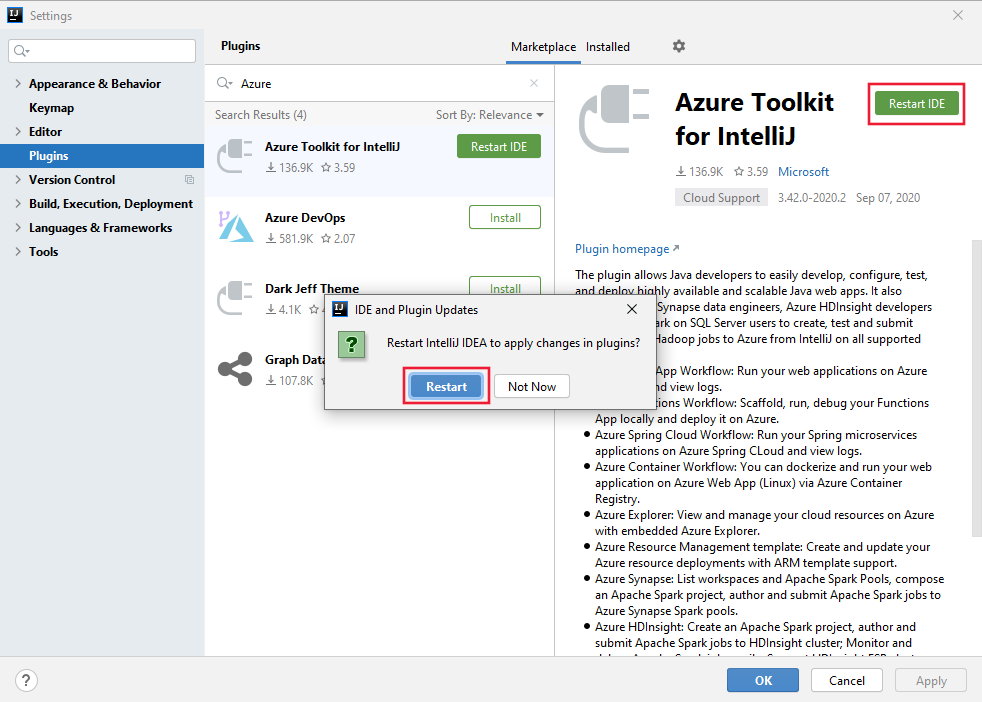 Settings
Plugins
Marketplace
Installed
Appearance & Behavior
Keymap
Editor
Plugins
Version Control
Build, Execution, Deployment
Languages & Frameworks
Tools
Azure
Search Results (4)
Sort By: Relevance
Azure Toolkit for IntelliJ
136.9K 3.59
Restart IDE
Azure DevOps
581.9K 2.07
Install
Dark Jeff Theme
4.1K
Install
Graph Data
107.8K
Azure Toolkit
for IntelliJ
Restart IDE
136.9K 3.59 Microsoft
Cloud Support 3.42.0-2020.2 Sep 07, 2020
Plugin homepage
The plugin allows Java developers to easily develop, configure, test,
and deploy highly available and scalable Java web apps. It also
Synapse data engineers, Azure HDInsight developers
rk on SQL Server users to create, test and submit
Hadoop jobs to Azure from IntelliJ on all supported
App Workflow: Run your web applications on Azure
nd view logs.
tions Workflow: Scaffold, run, debug your Functions
App locally and deploy it on Azure.
Azure Spring Cloud Workflow: Run your Spring microservices
applications on Azure Spring CLoud and view logs.
Azure Container Workflow: You can dockerize and run your web
application on Azure Web App (Linux) via Azure Container
Registry.
Azure Explorer: View and manage your cloud resources on Azure
with embedded Azure Explorer.
Azure Resource Management template: Create and update your
Azure resource deployments with ARM template support.
Azure Synapse: List workspaces and Apache Spark Pools, compose
an Apache Spark project, author and submit Apache Spark jobs to
Azure Synapse Spark pools.
Azure HDInsight: Create an Apache Spark project, author and
submit Apache Spark jobs to HDInsight cluster; Monitor and
IDE and Plugin Updates
Restart IntelliJ IDEA to apply changes in plugins?
Restart
Not Now
?
OK
Cancel
Apply